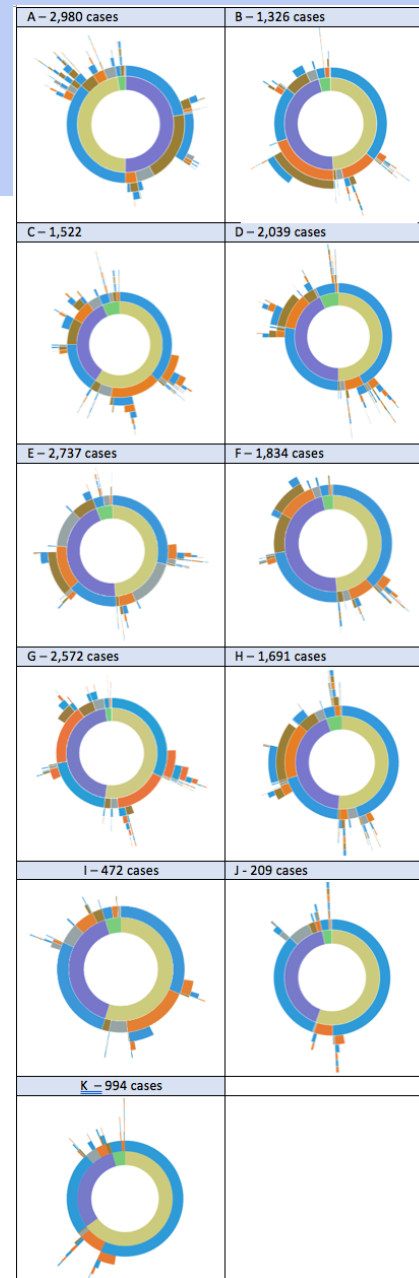 A – 2,980 cases
B – 1,326 cases
C – 1,522
D – 2,039 cases
E – 2,737 cases
F – 1,834 cases
G – 2,572 cases
H – 1,691 cases
I – 472 cases
J - 209 cases
K – 994 cases